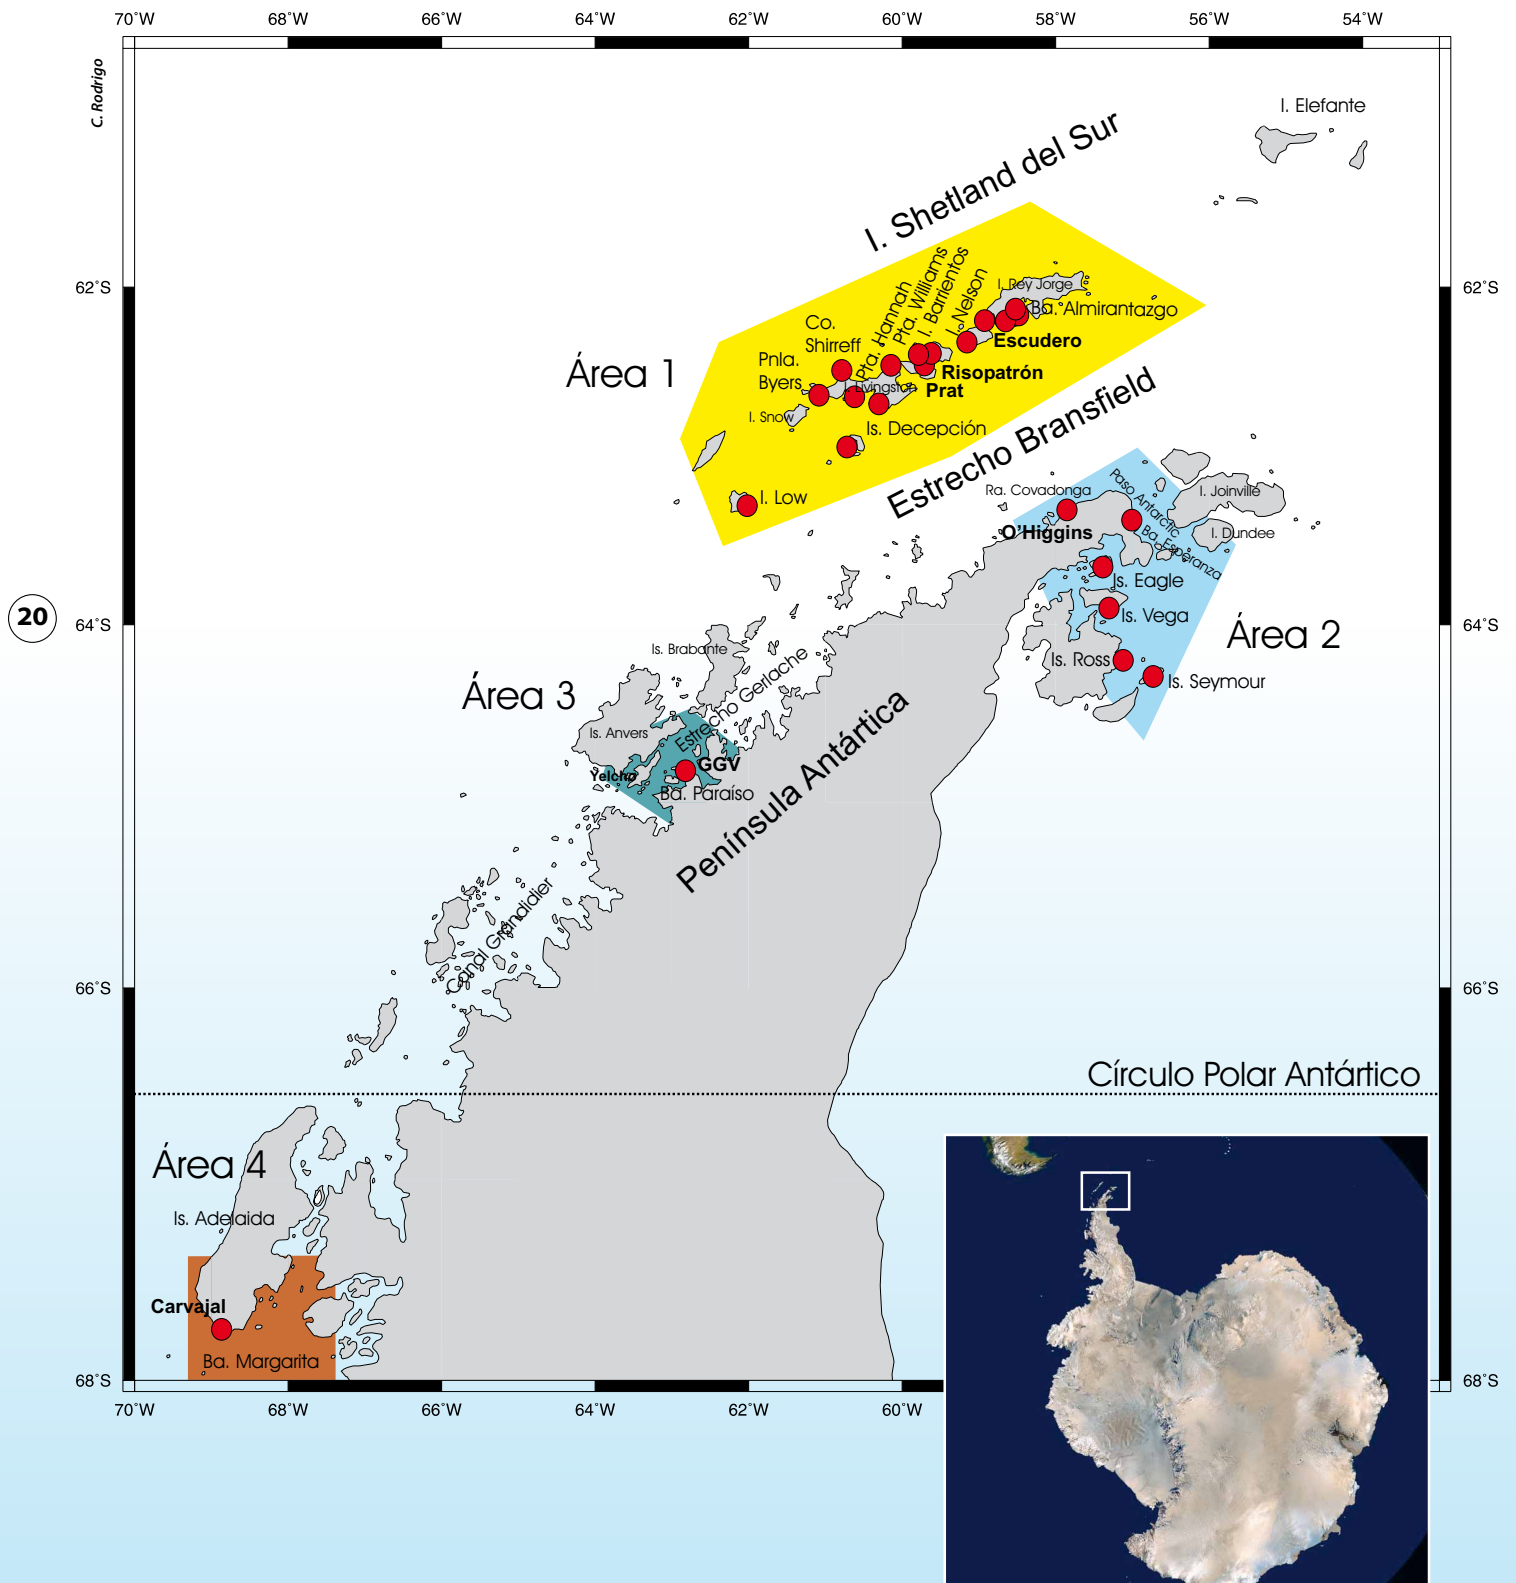 70˚W 68˚W 66˚W 64˚W 62˚W 60˚W 58˚W 56˚W 54˚W
C. Rodrigo
I. Elefante
I. Shetland del Sur
62˚S 62˚S
I. Rey Jorge
Ba. Almirantazgo
Pta. Hannah
Pta. Williams
I. Barrientos
I. Nelson
Co.
Shirreff
Escudero
Área 1
Pnla.
Byers
Risopatrón
Livingston
Prat
I. Snow
Is. Decepción
Estrecho Bransfield
I. Low
Ra. Covadonga
Paso Antarctic
I. Joinville
O’Higgins
Ba. Esperanza
I. Dundee
Is. Eagle
20
64˚S 64˚S
Is. Vega
Área 2
Is. Brabante
Is. Ross
Is. Seymour
Área 3
Estrecho Gerlache
Is. Anvers
GGV
Yelcho
Ba. Paraíso
Península Antártica
Canal Grandidier
66˚S 66˚S
Círculo Polar Antártico
Área 4
Is. Adelaida
Carvajal
Ba. Margarita
68˚S 68˚S
70˚W 68˚W 66˚W 64˚W 62˚W 60˚W